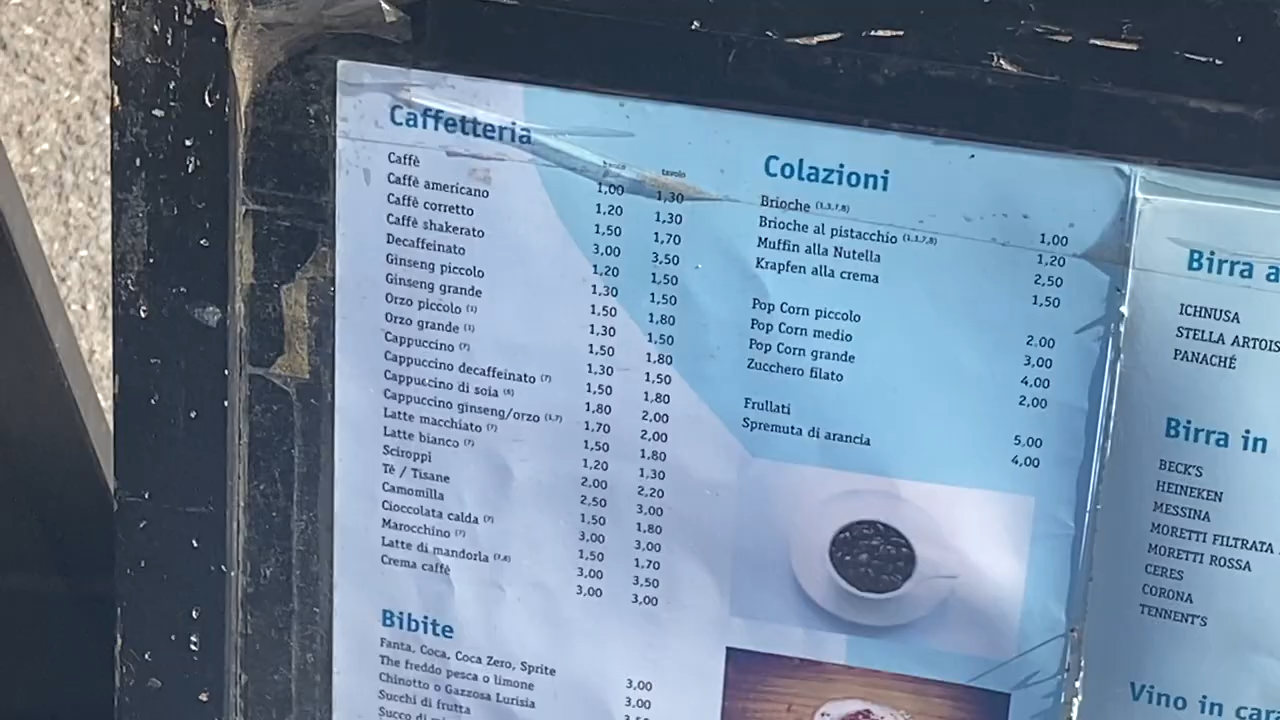 Caffetteria
banco tavolo
Caffè 1,00 1,30
Caffè americano 1,20 1,30
Caffè corretto 1,50 1,70
Caffè shakerato 3,00 3,50
Decaffeinato 1,20 1,50
Ginseng piccolo 1,30 1,50
Ginseng grande 1,50 1,80
Orzo piccolo (1) 1,30 1,50
Orzo grande (1) 1,50 1,80
Cappuccino (7) 1,30 1,50
Cappuccino decaffeinato (7) 1,50 1,80
Cappuccino di soia (6) 1,80 2,00
Cappuccino ginseng/orzo (1,7) 1,70 2,00
Latte macchiato (7) 1,50 1,80
Latte bianco (7) 1,20 1,30
Sciroppi 2,00 2,20
Tè / Tisane 2,50 3,00
Camomilla 1,50 1,80
Cioccolata calda (7) 3,00 3,00
Marocchino (7) 1,50 1,70
Latte di mandorla (7,8) 3,00 3,50
Crema caffè 3,00 3,00
Bibite
Fanta, Coca, Coca Zero, Sprite 3,00
The freddo pesca o limone 3,00
Chinotto o Gazzosa Lurisia
Succhi di frutta
Succo di
Colazioni
Brioche (1,3,7,8) 1,00
Brioche al pistacchio (1,3,7,8) 1,20
Muffin alla Nutella 2,50
Krapfen alla crema 1,50
Pop Corn piccolo 2,00
Pop Corn medio 3,00
Pop Corn grande 4,00
Zucchero filato 2,00
Frullati 5,00
Spremuta di arancia 4,00
Birra a
ICHNUSA
STELLA ARTOIS
PANACHÉ
Birra in
BECK'S
HEINEKEN
MESSINA
MORETTI FILTRATA
MORETTI ROSSA
CERES
CORONA
TENNENT'S
Vino in